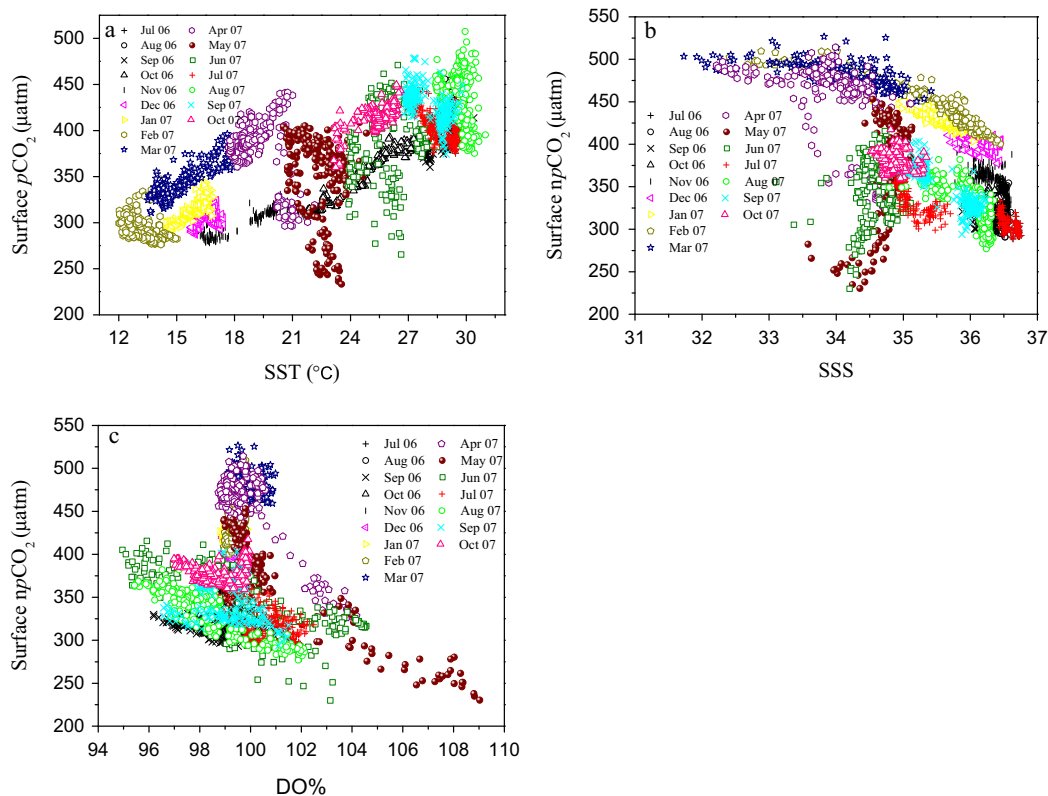 a
Jul 06
Aug 06
Sep 06
Oct 06
Nov 06
Dec 06
Jan 07
Feb 07
Mar 07
Apr 07
May 07
Jun 07
Jul 07
Aug 07
Sep 07
Oct 07
Surface pCO₂ (µatm)
500
450
400
350
300
250
200
12 15 18 21 24 27 30
SST (°C)
b
Jul 06
Aug 06
Sep 06
Oct 06
Nov 06
Dec 06
Jan 07
Feb 07
Mar 07
Apr 07
May 07
Jun 07
Jul 07
Aug 07
Sep 07
Oct 07
Surface npCO₂ (µatm)
550
500
450
400
350
300
250
200
31 32 33 34 35 36 37
SSS
c
Jul 06
Aug 06
Sep 06
Oct 06
Nov 06
Dec 06
Jan 07
Feb 07
Mar 07
Apr 07
May 07
Jun 07
Jul 07
Aug 07
Sep 07
Oct 07
Surface npCO₂ (µatm)
550
500
450
400
350
300
250
200
94 96 98 100 102 104 106 108 110
DO%